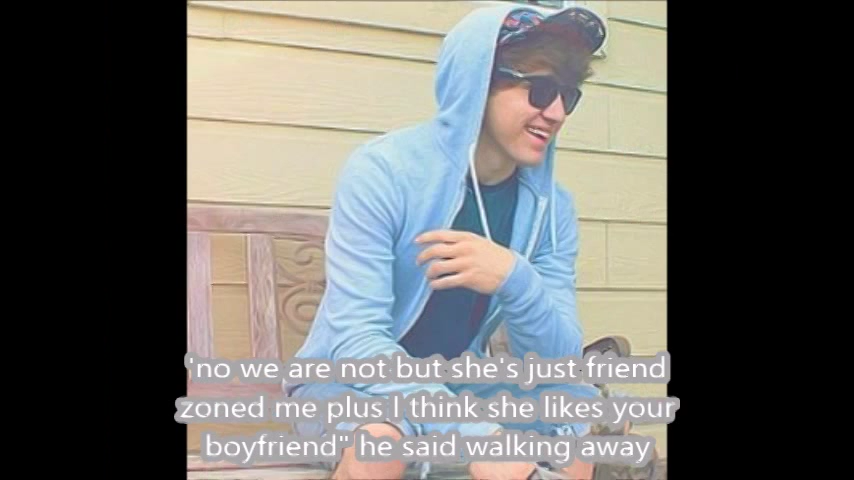 'no we are not but she's just friend
zoned me plus I think she likes your
boyfriend" he said walking away